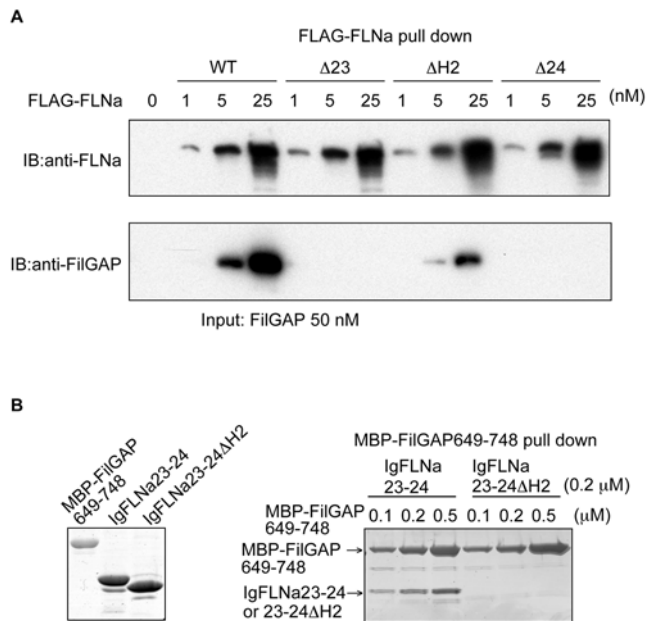 A
FLAG-FLNa pull down
WT Δ23 ΔH2 Δ24
FLAG-FLNa 0 1 5 25 1 5 25 1 5 25 1 5 25 (nM)
IB:anti-FLNa
IB:anti-FilGAP
Input: FilGAP 50 nM
B
MBP-FilGAP
649-748
IgFLNa23-24
IgFLNa23-24ΔH2
MBP-FilGAP649-748 pull down
IgFLNa IgFLNa
23-24 23-24ΔH2 (0.2 μM)
MBP-FilGAP
649-748
0.1 0.2 0.5 0.1 0.2 0.5 (μM)
MBP-FilGAP
649-748
IgFLNa23-24
or 23-24ΔH2